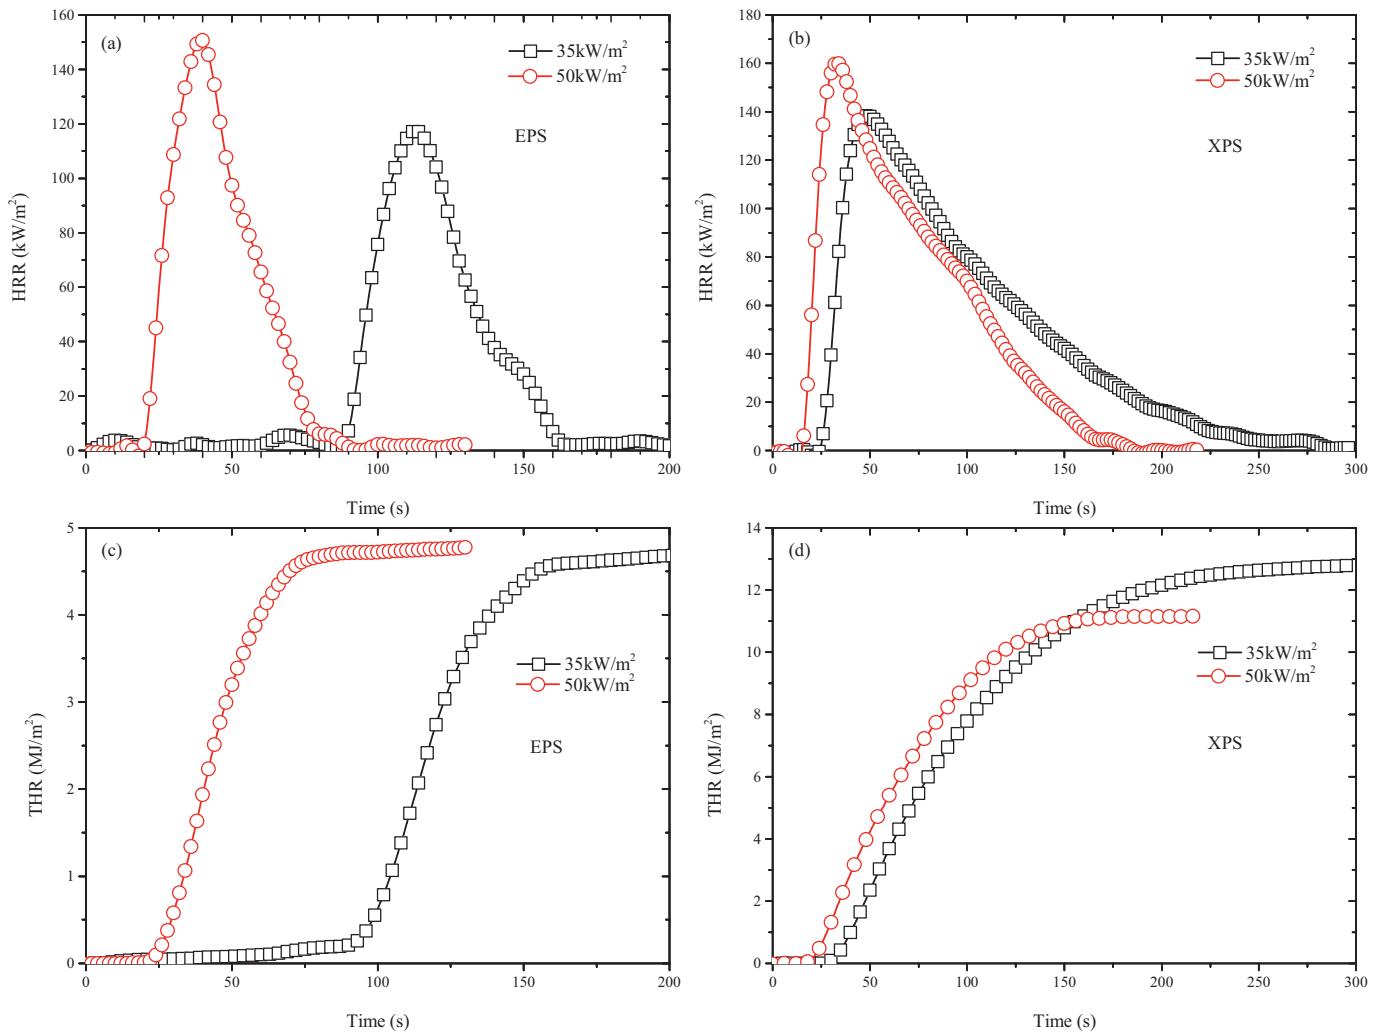 (a)
35kW/m²
50kW/m²
EPS
HRR (kW/m²)
160
140
120
100
80
60
40
20
0
0 50 100 150 200
Time (s)
(b)
35kW/m²
50kW/m²
XPS
HRR (kW/m²)
180
160
140
120
100
80
60
40
20
0
0 50 100 150 200 250 300
Time (s)
(c)
35kW/m²
50kW/m²
EPS
THR (MJ/m²)
5
4
3
2
1
0
0 50 100 150 200
Time (s)
(d)
35kW/m²
50kW/m²
XPS
THR (MJ/m²)
14
12
10
8
6
4
2
0
0 50 100 150 200 250 300
Time (s)